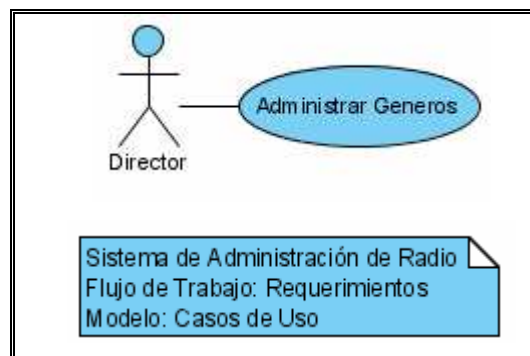 Administrar Generos
Director
Sistema de Administración de Radio
Flujo de Trabajo: Requerimientos
Modelo: Casos de Uso